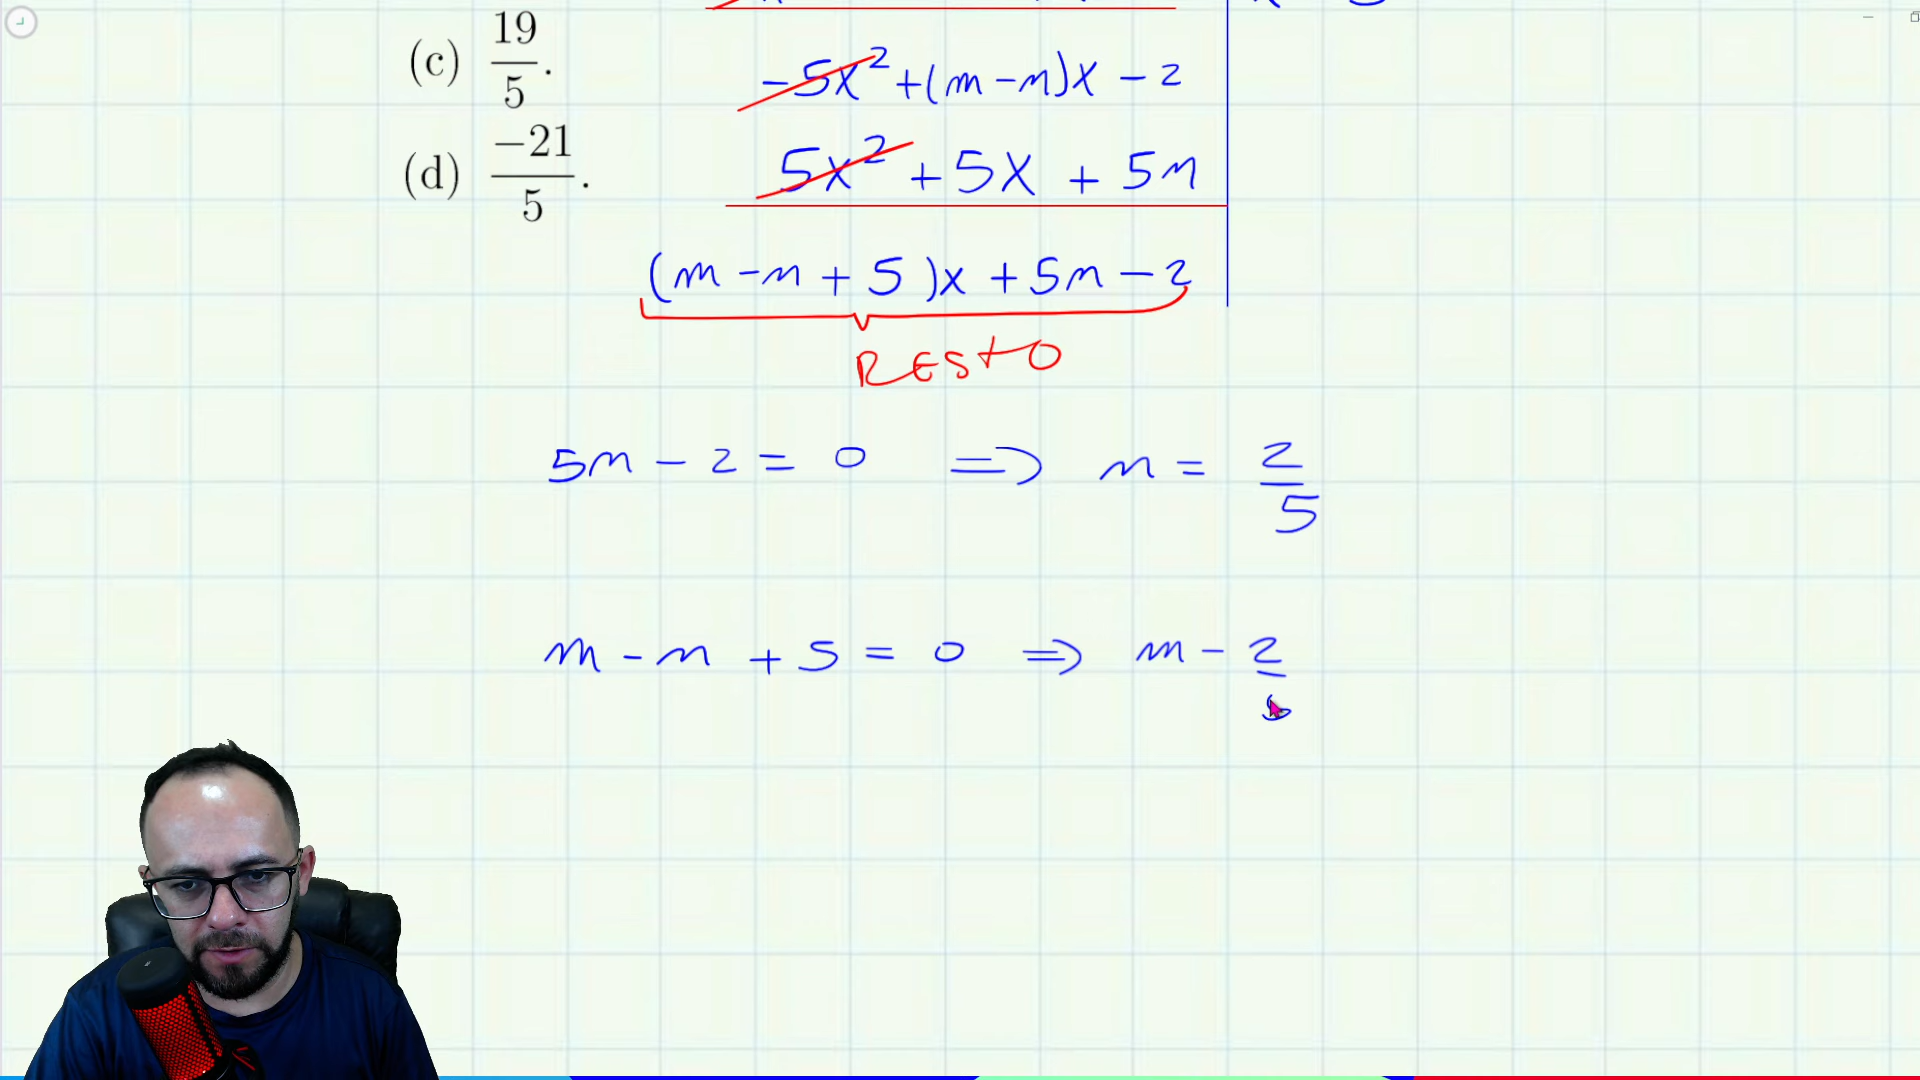 (c) 19/5.
-5x² + (m - n)x - 2
(d) -21/5.
5x² + 5x + 5n
(m - n + 5)x + 5n - 2
RESTO
5n - 2 = 0 => n = 2/5
m - n + 5 = 0 => m - 2/5